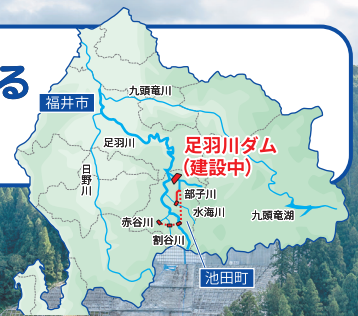 る
福井市
九頭竜川
足羽川
足羽川ダム
(建設中)
日野川
部子川
水海川
赤谷川
九頭竜湖
割谷川
池田町